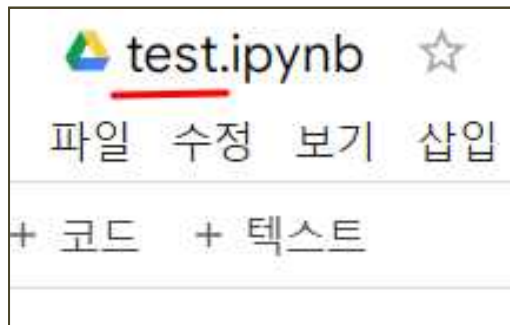 test.ipynb
파일 수정 보기 삽입
+ 코드 + 텍스트